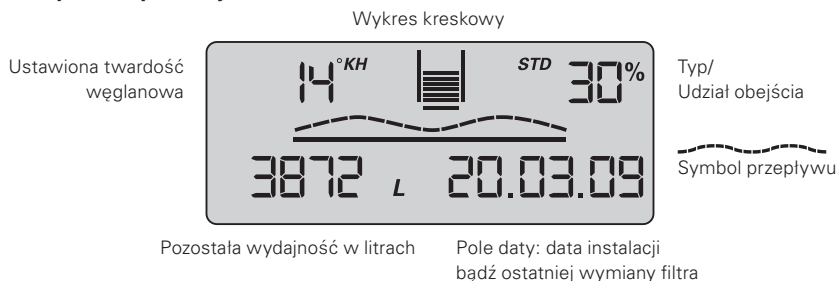 Wykres kreskowy
Ustawiona twardość
węglanowa
14 °KH
STD 30%
Typ/
Udział obejścia
Symbol przepływu
3872 L 20.03.09
Pozostała wydajność w litrach
Pole daty: data instalacji
bądź ostatniej wymiany filtra